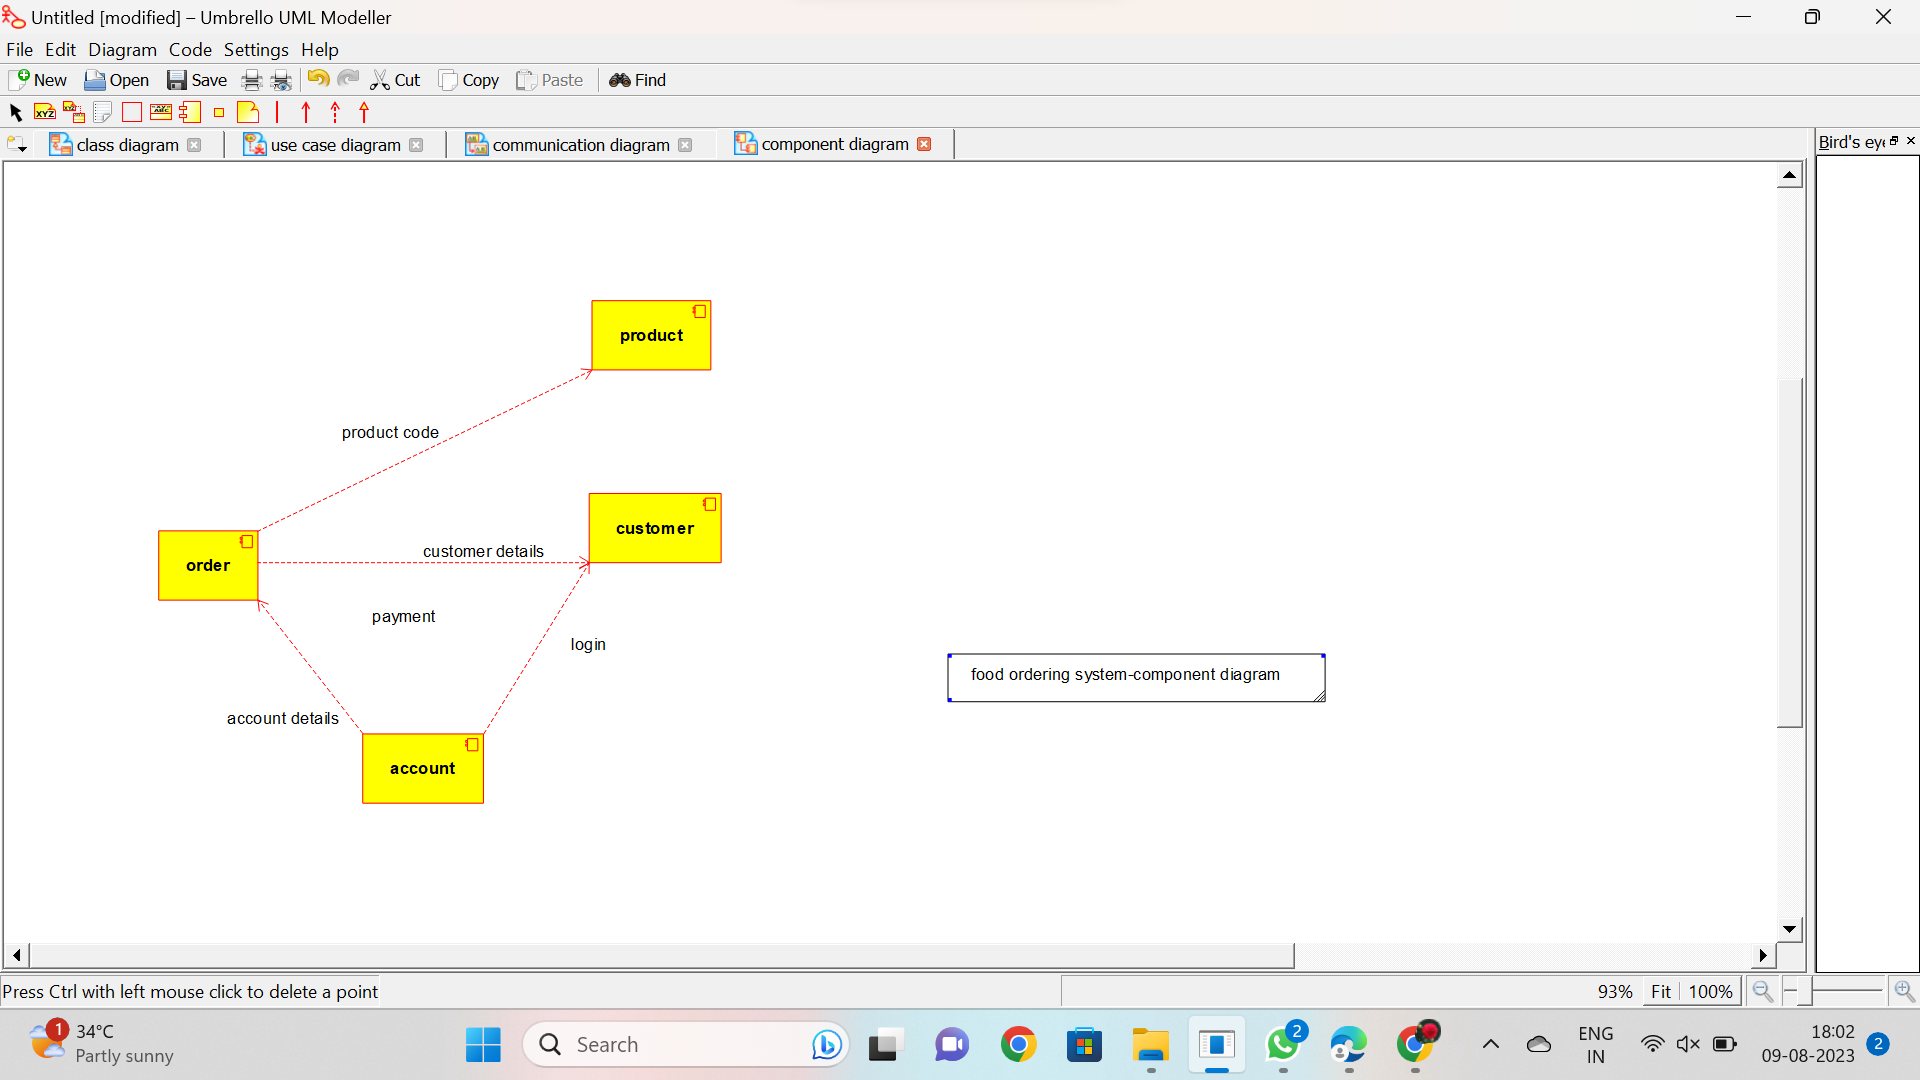 Untitled [modified] – Umbrello UML Modeller
File Edit Diagram Code Settings Help
New Open Save Cut Copy Paste Find
XYZ
class diagram use case diagram communication diagram component diagram
Bird's eye
product
product code
customer
customer details
order
payment
login
food ordering system-component diagram
account details
account
Press Ctrl with left mouse click to delete a point
93% Fit 100%
1 34°C
Partly sunny
Search
2
ENG
IN
18:02
09-08-2023
2